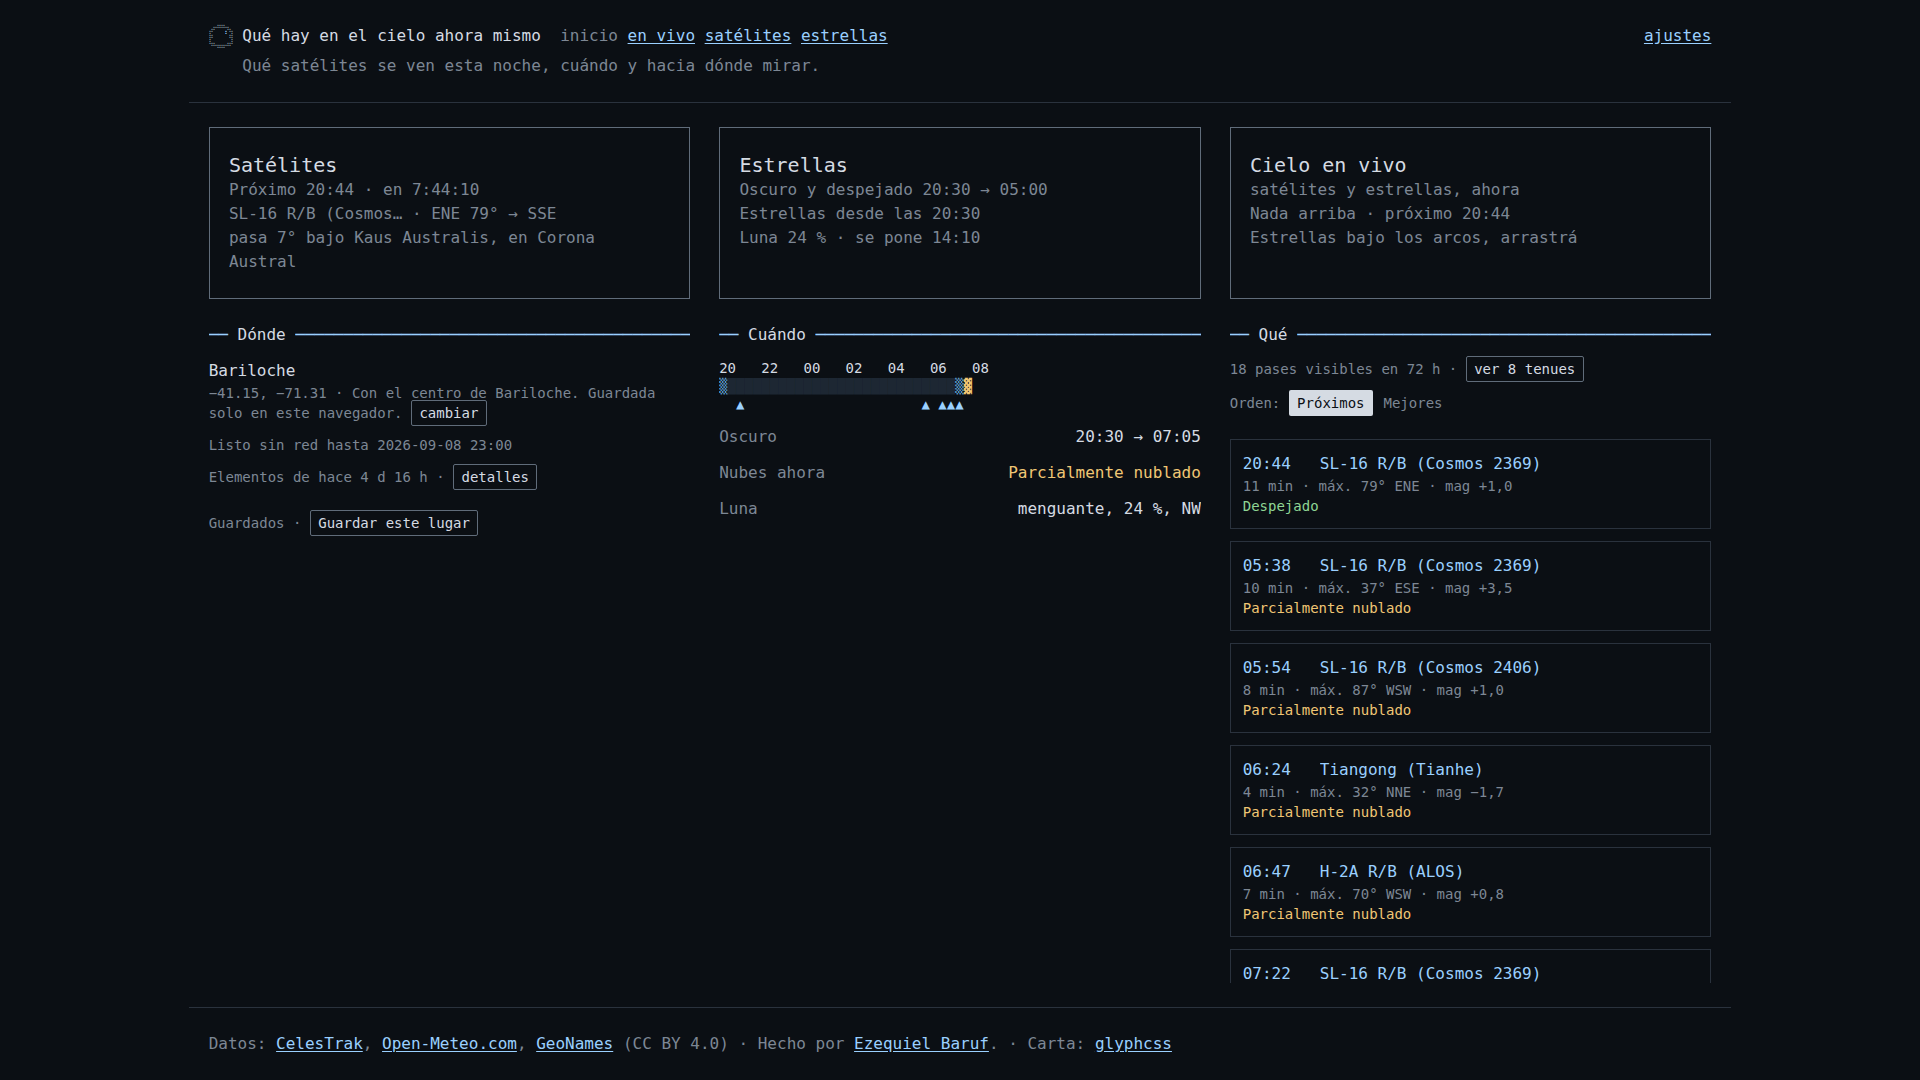 Qué hay en el cielo ahora mismo inicio en vivo satélites estrellas ajustes
Qué satélites se ven esta noche, cuándo y hacia dónde mirar.
Satélites
Próximo 20:44 · en 7:44:10
SL-16 R/B (Cosmos… · ENE 79° → SSE
pasa 7° bajo Kaus Australis, en Corona
Austral
Estrellas
Oscuro y despejado 20:30 → 05:00
Estrellas desde las 20:30
Luna 24 % · se pone 14:10
Cielo en vivo
satélites y estrellas, ahora
Nada arriba · próximo 20:44
Estrellas bajo los arcos, arrastrá
Dónde
Bariloche
−41.15, −71.31 · Con el centro de Bariloche. Guardada
solo en este navegador. cambiar
Listo sin red hasta 2026-09-08 23:00
Elementos de hace 4 d 16 h · detalles
Guardados · Guardar este lugar
Cuándo
20 22 00 02 04 06 08
Oscuro 20:30 → 07:05
Nubes ahora Parcialmente nublado
Luna menguante, 24 %, NW
Qué
18 pases visibles en 72 h · ver 8 tenues
Orden: Próximos Mejores
20:44 SL-16 R/B (Cosmos 2369)
11 min · máx. 79° ENE · mag +1,0
Despejado
05:38 SL-16 R/B (Cosmos 2369)
10 min · máx. 37° ESE · mag +3,5
Parcialmente nublado
05:54 SL-16 R/B (Cosmos 2406)
8 min · máx. 87° WSW · mag +1,0
Parcialmente nublado
06:24 Tiangong (Tianhe)
4 min · máx. 32° NNE · mag −1,7
Parcialmente nublado
06:47 H-2A R/B (ALOS)
7 min · máx. 70° WSW · mag +0,8
Parcialmente nublado
07:22 SL-16 R/B (Cosmos 2369)
Datos: CelesTrak, Open-Meteo.com, GeoNames (CC BY 4.0) · Hecho por Ezequiel Baruf. · Carta: glyphcss